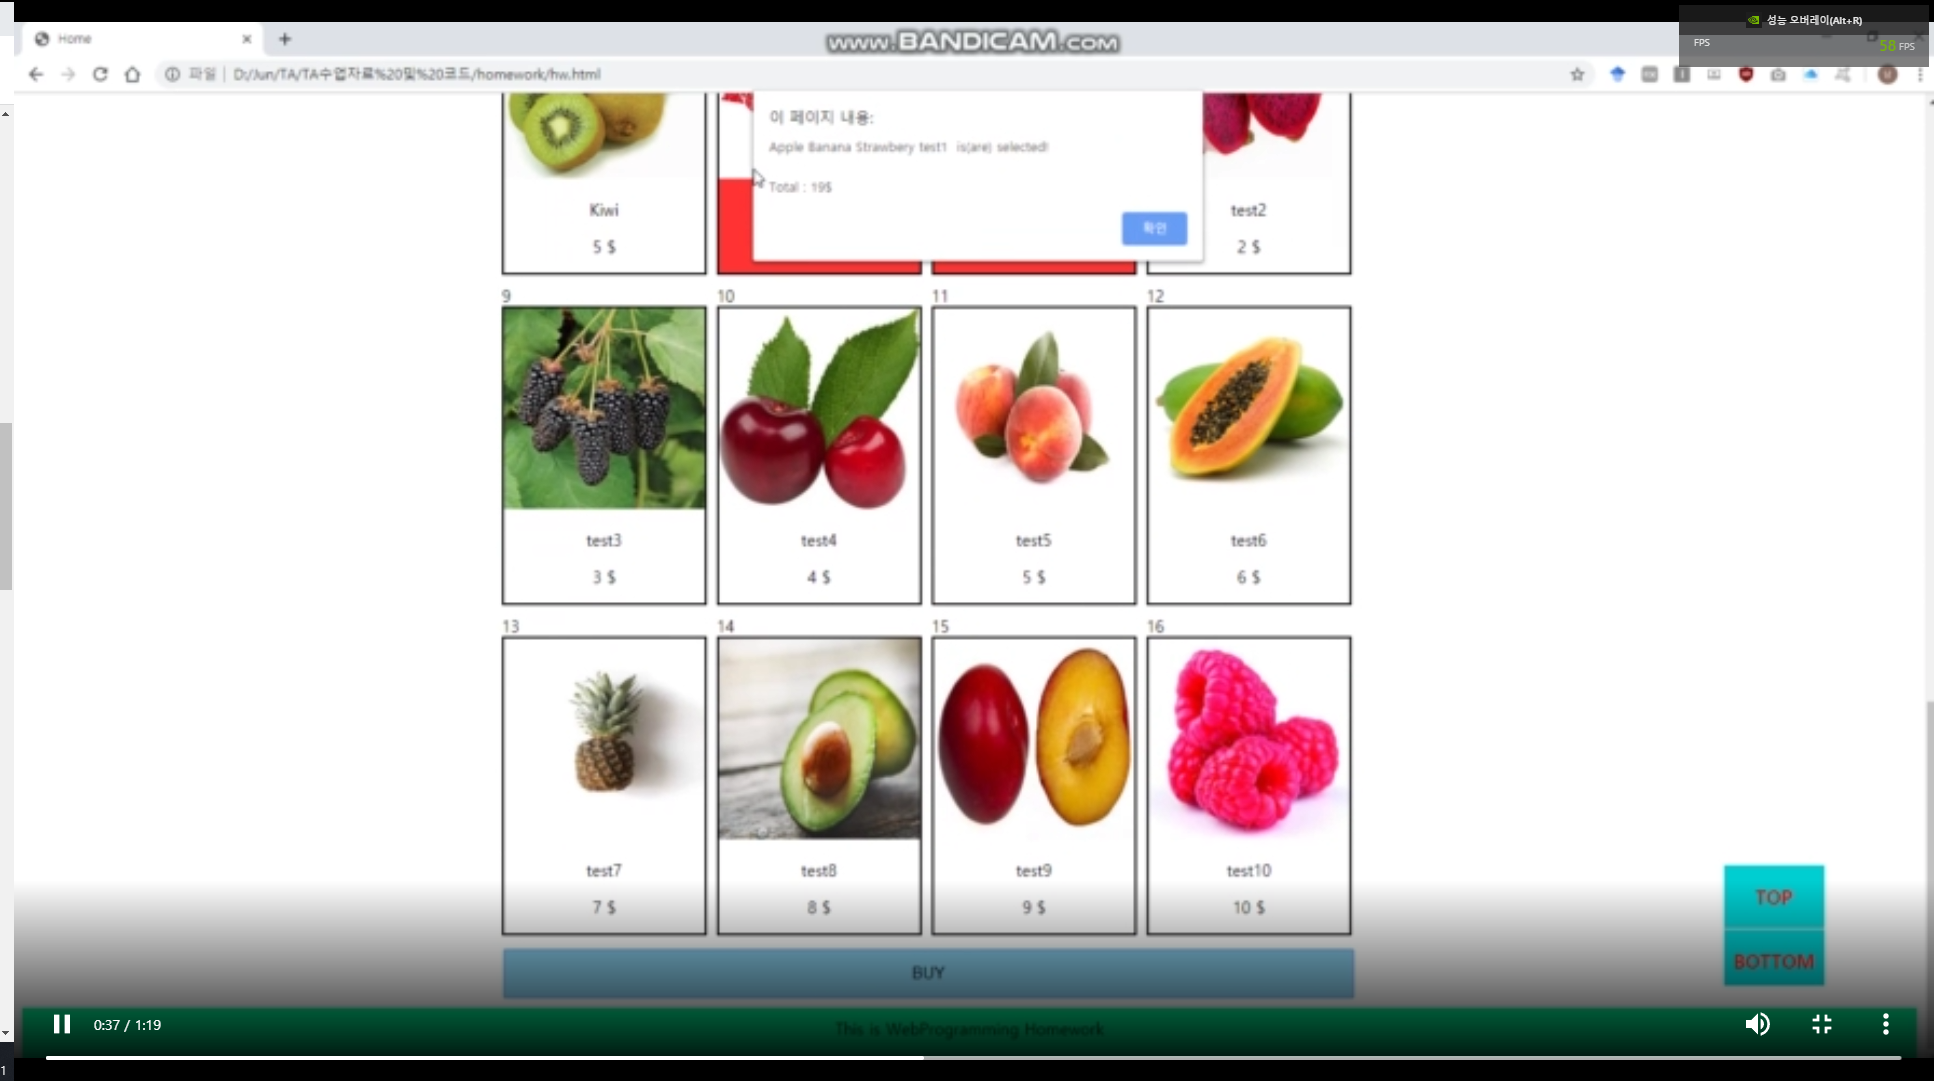 성능 오버레이(Alt+R)
FPS
58 FPS
Home
www.BANDICAM.com
파일 | D:/Jun/TA/TA수업자료%20및%20코드/homework/hw.html
이 페이지 내용:
Apple Banana Strawbery test1 is(are) selected!
Total : 19$
확인
Kiwi
5 $
test2
2 $
9
10
11
12
test3
3 $
test4
4 $
test5
5 $
test6
6 $
13
14
15
16
test7
7 $
test8
8 $
test9
9 $
test10
10 $
TOP
BOTTOM
BUY
This is WebProgramming Homework
0:37 / 1:19
1